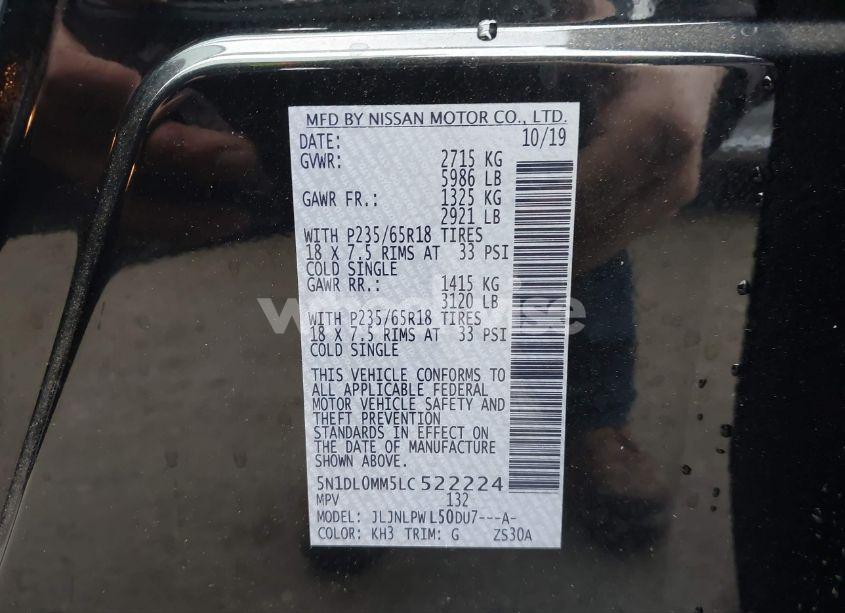 MFD BY NISSAN MOTOR CO., LTD.
DATE: 10/19
GVWR: 2715 KG
5986 LB
GAWR FR.: 1325 KG
2921 LB
WITH P235/65R18 TIRES
18 X 7.5 RIMS AT 33 PSI
COLD SINGLE
GAWR RR.: 1415 KG
3120 LB
WITH P235/65R18 TIRES
18 X 7.5 RIMS AT 33 PSI
COLD SINGLE
THIS VEHICLE CONFORMS TO
ALL APPLICABLE FEDERAL
MOTOR VEHICLE SAFETY AND
THEFT PREVENTION
STANDARDS IN EFFECT ON
THE DATE OF MANUFACTURE
SHOWN ABOVE.
5N1DL0MM5LC522224
MPV 132
MODEL: JLJNLPWL50DU7---A-
COLOR: KH3 TRIM: G ZS30A